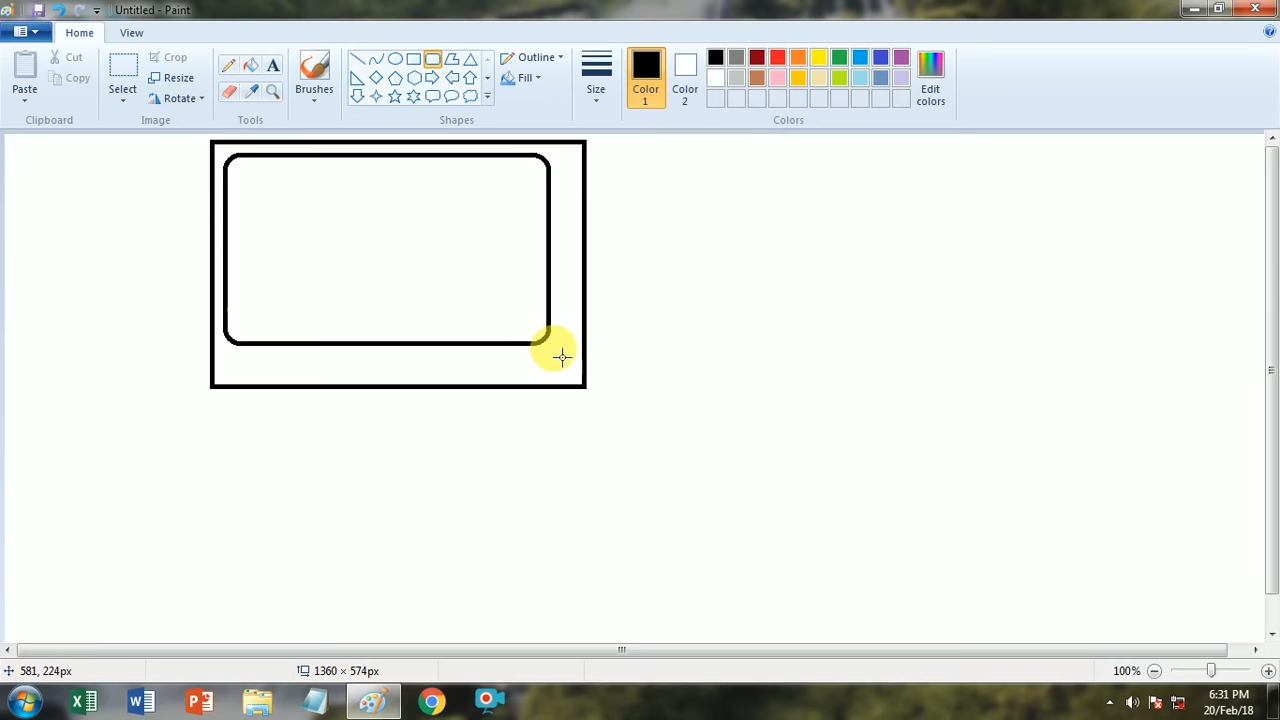 Untitled - Paint
Home View
Paste Cut Copy Clipboard
Select Crop Resize Rotate Image
Tools
Brushes
Outline Fill Shapes
Size
Color 1
Color 2
Edit colors
Colors
581, 224px 1360 × 574px 100%
6:31 PM
20/Feb/18